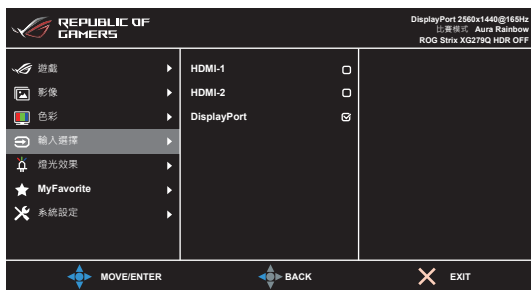 REPUBLIC OF
GAMERS
DisplayPort 2560x1440@165Hz
比賽模式 Aura Rainbow
ROG Strix XG279Q HDR OFF
遊戲
影像
色彩
輸入選擇
燈光效果
MyFavorite
系統設定
HDMI-1
HDMI-2
DisplayPort
MOVE/ENTER
BACK
EXIT